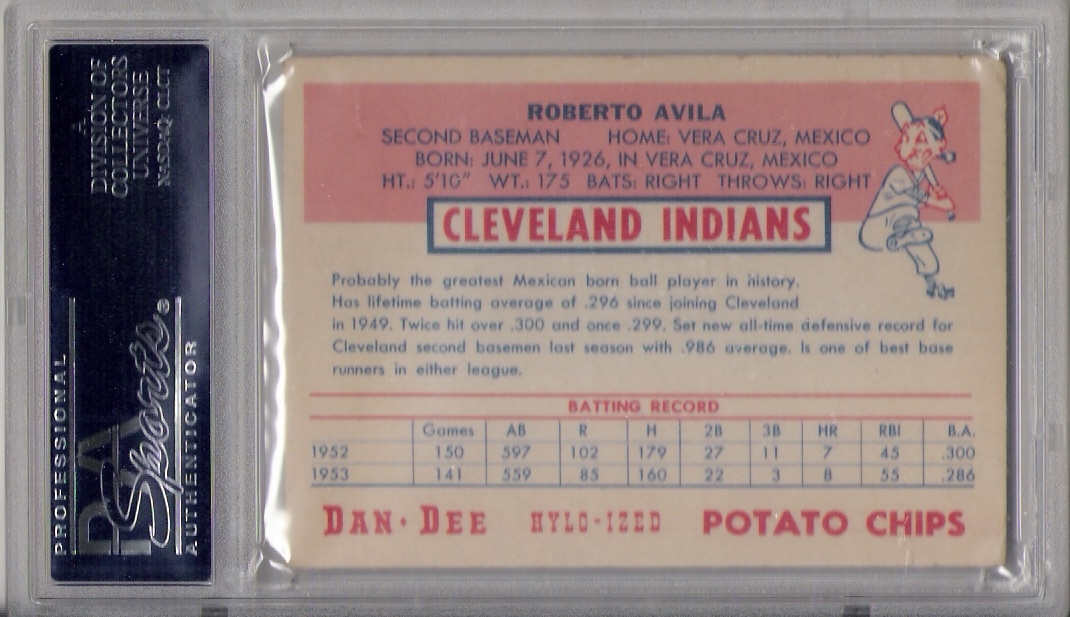 A
DIVISION OF
COLLECTORS
UNIVERSE
NASDAQ: CLCT
PROFESSIONAL
PSA
Sports®
AUTHENTICATOR
ROBERTO AVILA
SECOND BASEMAN HOME: VERA CRUZ, MEXICO
BORN: JUNE 7, 1926, IN VERA CRUZ, MEXICO
HT.: 5'10" WT.: 175 BATS: RIGHT THROWS: RIGHT
CLEVELAND INDIANS
Probably the greatest Mexican born ball player in history.
Has lifetime batting average of .296 since joining Cleveland
in 1949. Twice hit over .300 and once .299. Set new all-time defensive record for
Cleveland second basemen last season with .986 average. Is one of best base
runners in either league.
BATTING RECORD
Games AB R H 2B 3B HR RBI B.A.
1952 150 597 102 179 27 11 7 45 .300
1953 141 559 85 160 22 3 8 55 .286
DAN·DEE HYLO-IZED POTATO CHIPS